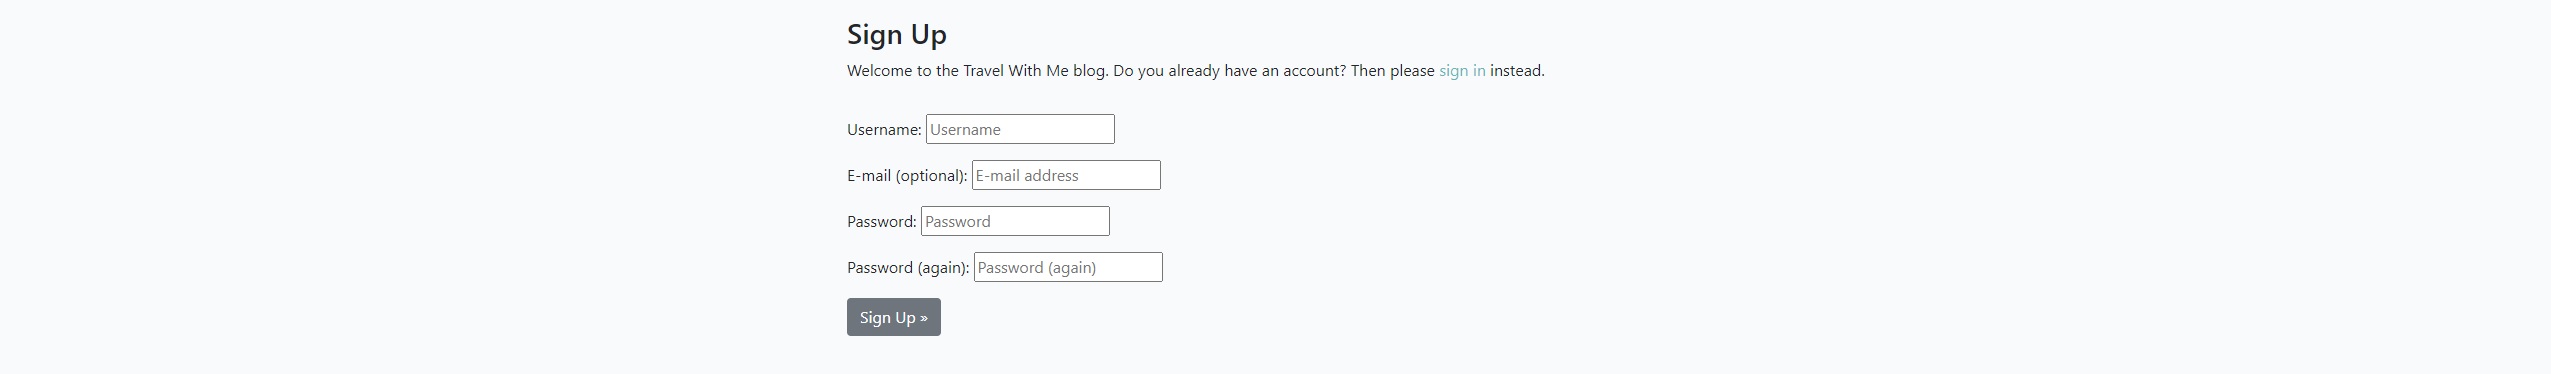 Sign Up
Welcome to the Travel With Me blog. Do you already have an account? Then please sign in instead.
Username: Username
E-mail (optional): E-mail address
Password: Password
Password (again): Password (again)
Sign Up »